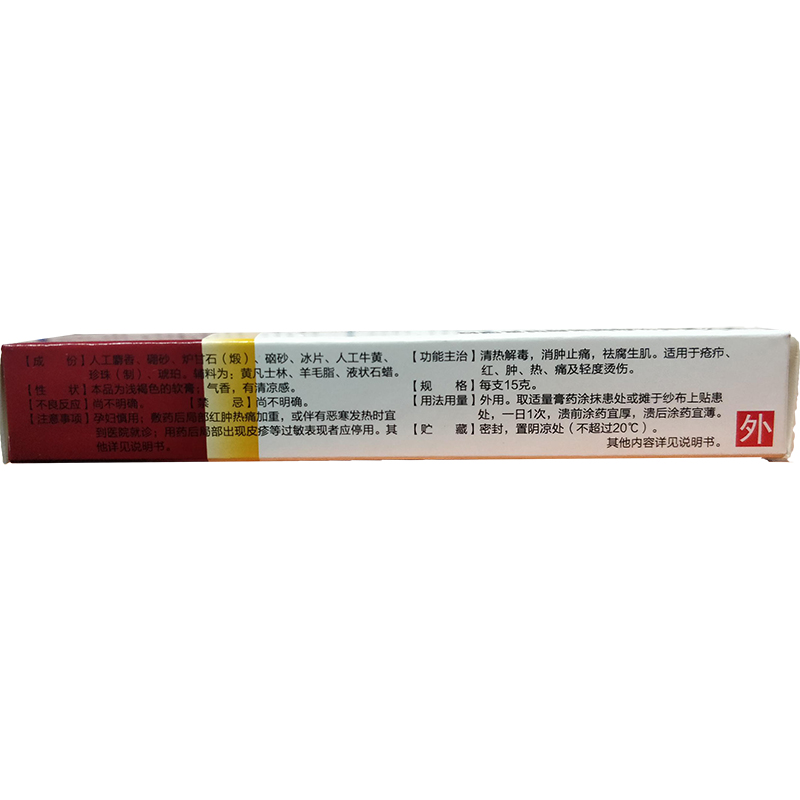 【成 份】人工麝香、硼砂、炉甘石（煅）、硇砂、冰片、人工牛黄、
珍珠（制）、琥珀。辅料为：黄凡士林、羊毛脂、液状石蜡。
【性 状】本品为浅褐色的软膏；气香，有清凉感。
【不良反应】尚不明确。 【禁 忌】尚不明确。
【注意事项】孕妇慎用；敷药后局部红肿热痛加重，或伴有恶寒发热时宜
到医院就诊；用药后局部出现皮疹等过敏表现者应停用。其
他详见说明书。
【功能主治】清热解毒，消肿止痛，祛腐生肌。适用于疮疖、
红、肿、热、痛及轻度烫伤。
【规 格】每支15克。
【用法用量】外用。取适量膏药涂抹患处或摊于纱布上贴患
处，一日1次，溃前涂药宜厚，溃后涂药宜薄。
【贮 藏】密封，置阴凉处（不超过20℃）。
其他内容详见说明书。
外